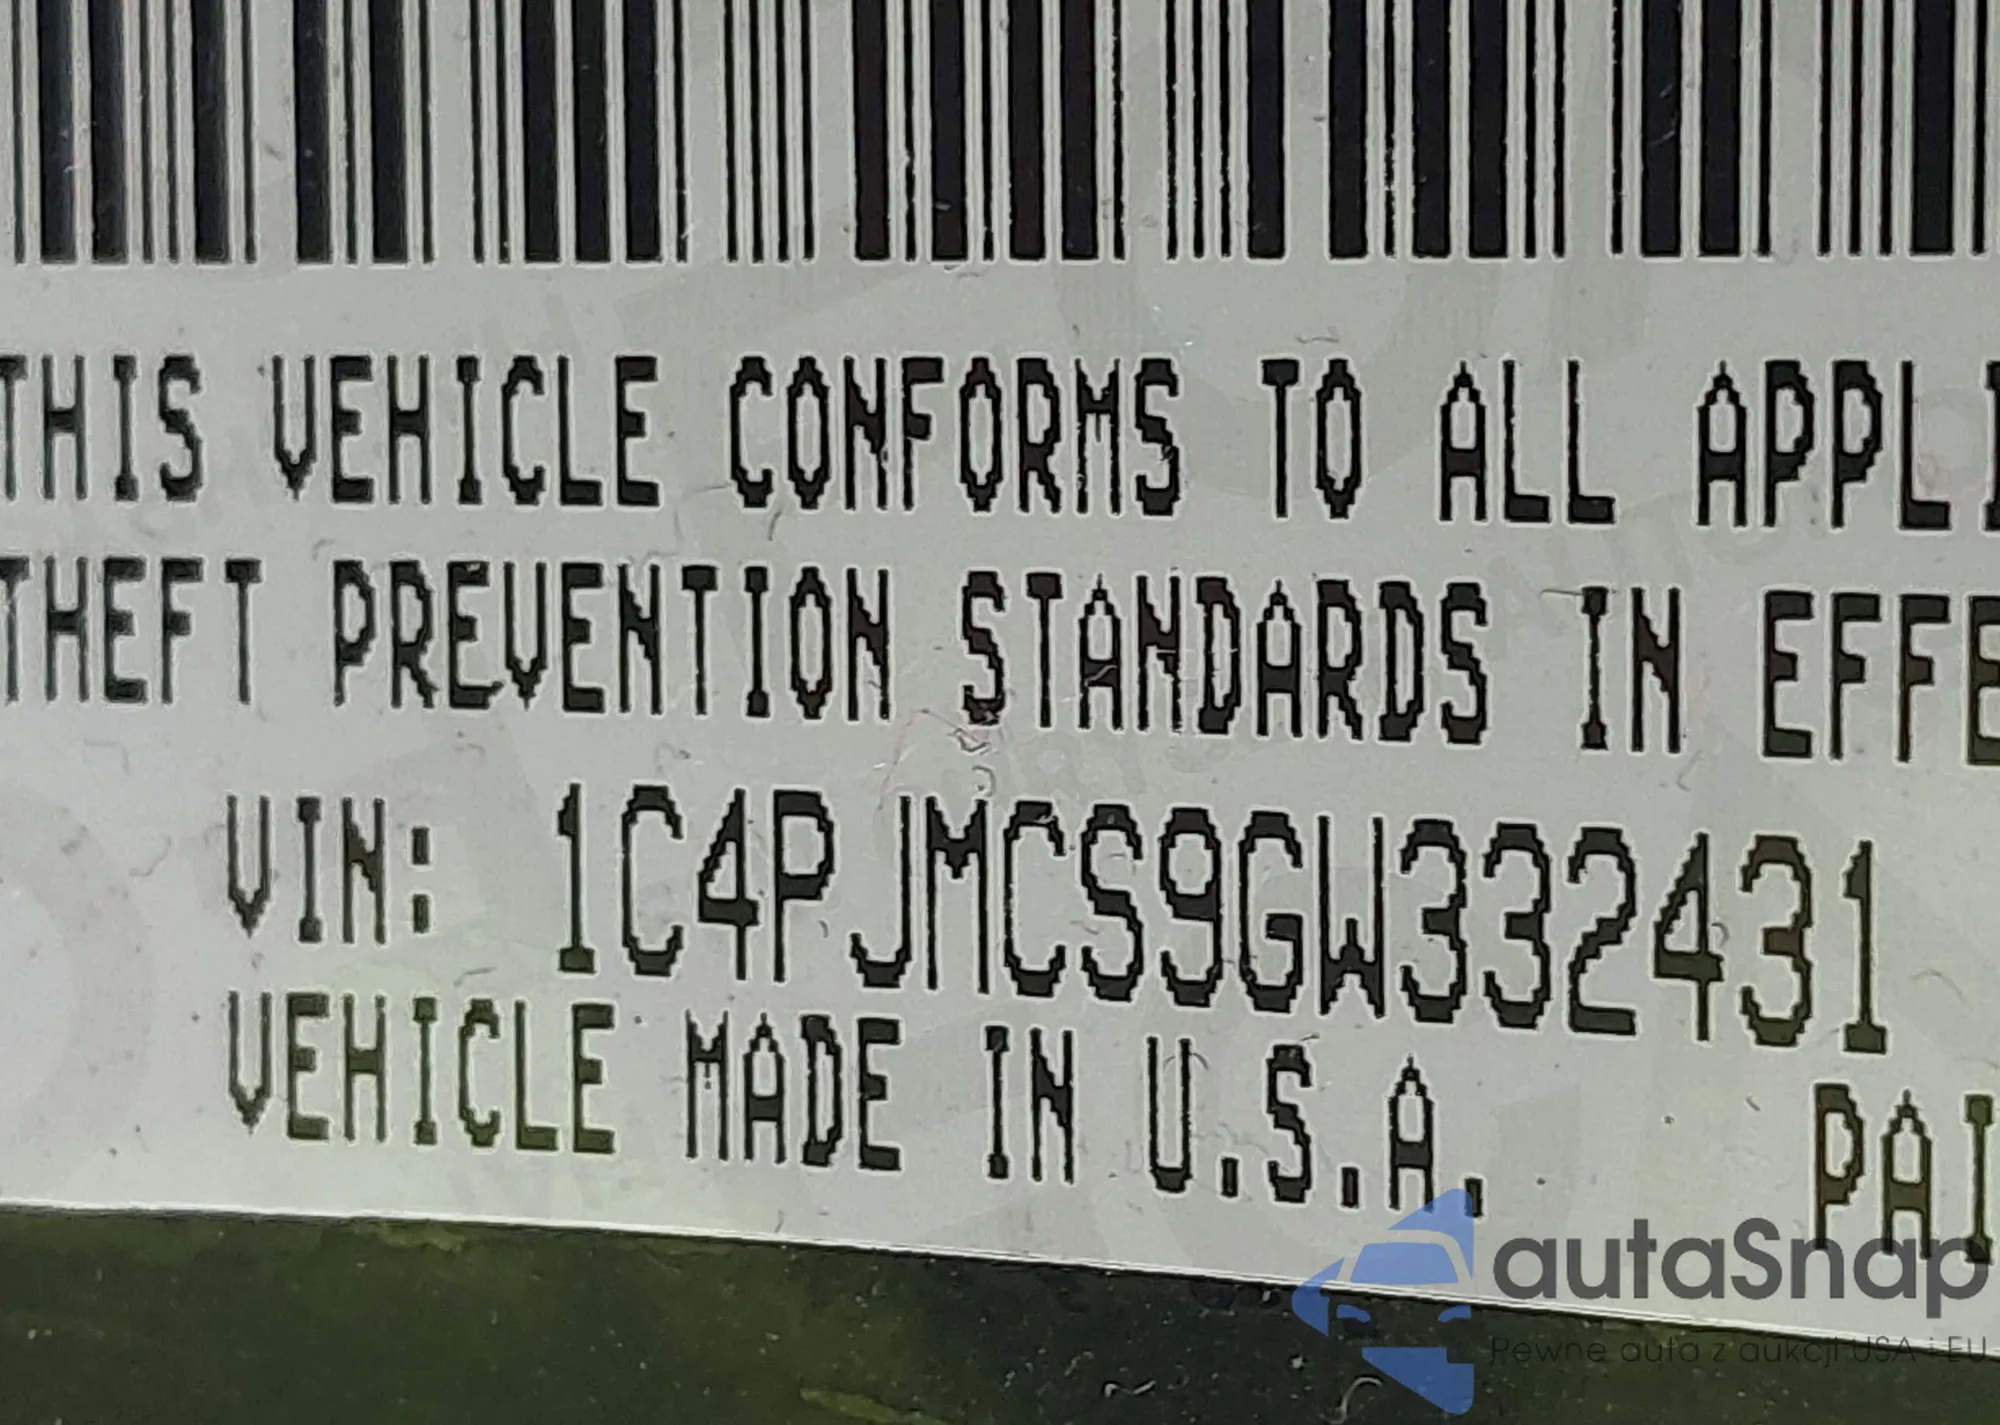 THIS VEHICLE CONFORMS TO ALL APPLI
THEFT PREVENTION STANDARDS IN EFFE
VIN: 1C4PJMCS9GW332431
VEHICLE MADE IN U.S.A. PAI
autaSnap
Pewne auta z aukcji USA i EU